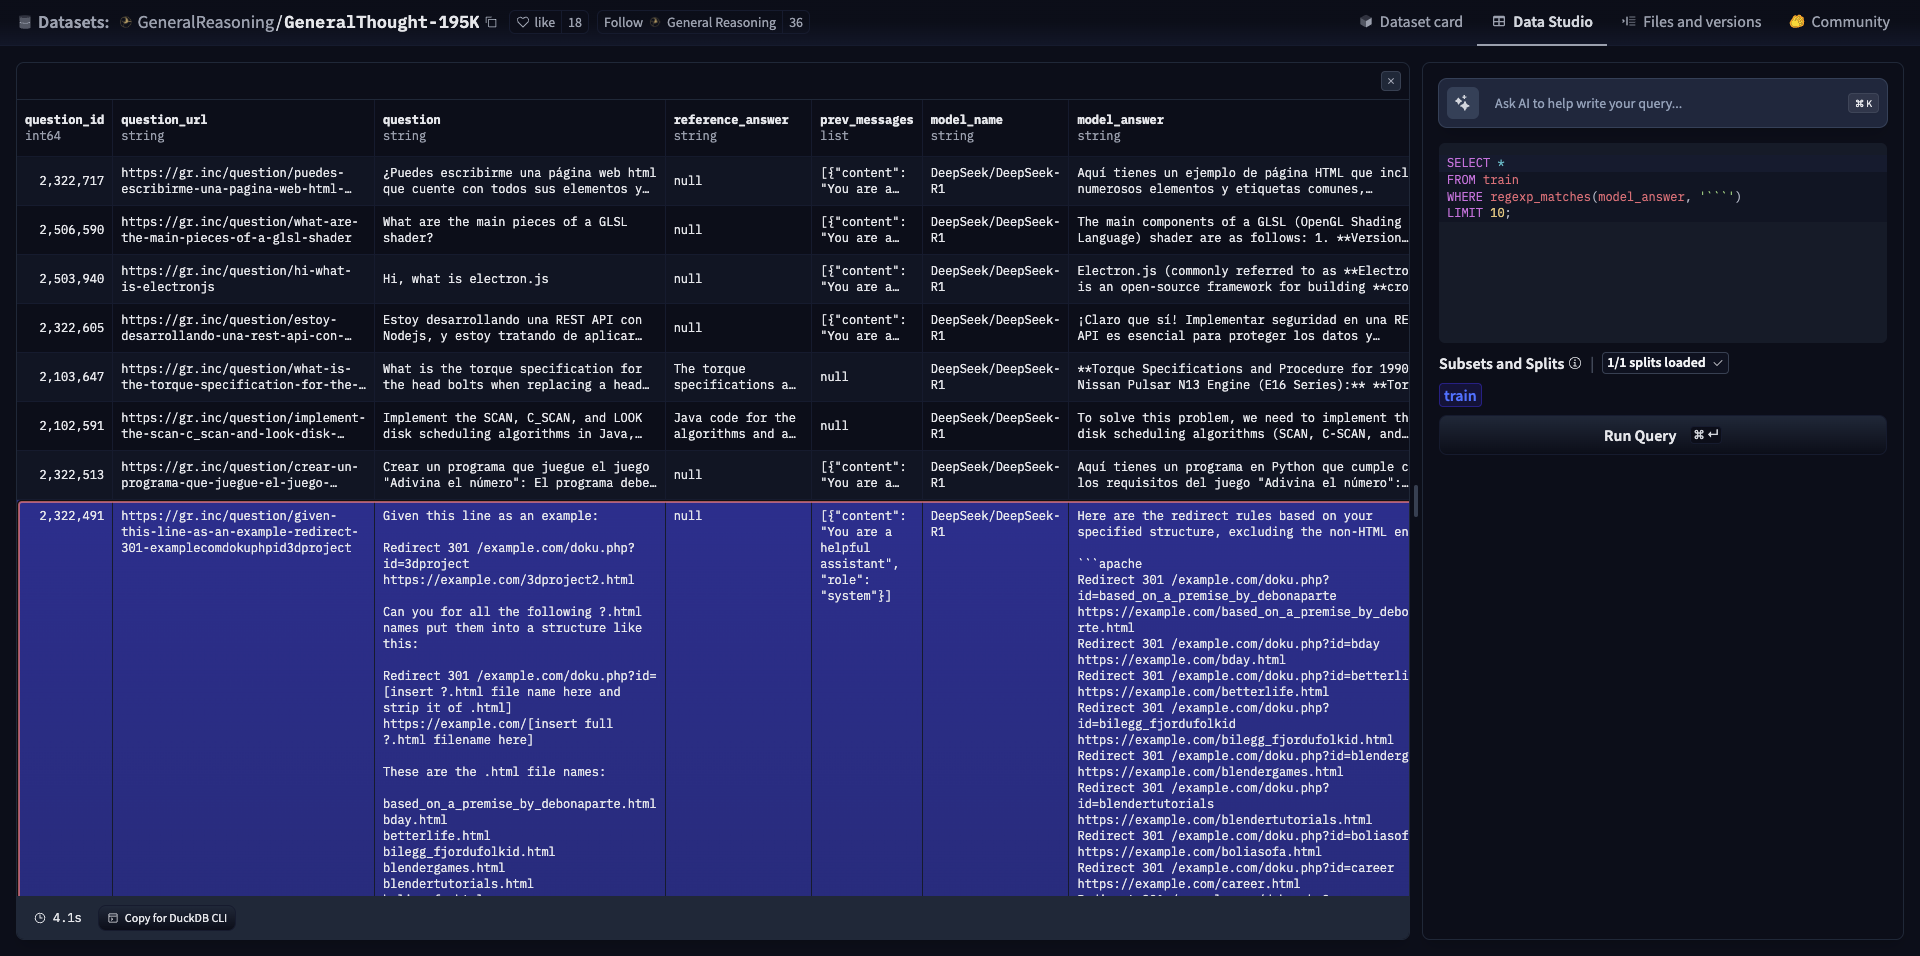 Datasets: GeneralReasoning/GeneralThought-195K like 18 Follow General Reasoning 36
Dataset card Data Studio Files and versions Community
question_id question_url question reference_answer prev_messages model_name model_answer
int64 string string string list string string
2,322,717
https://gr.inc/question/puedes-
escribirme-una-pagina-web-html-…
¿Puedes escribirme una página web html
que cuente con todos sus elementos y…
null
[{"content":
"You are a…
DeepSeek/DeepSeek-
R1
Aquí tienes un ejemplo de página HTML que incl
numerosos elementos y etiquetas comunes,…
2,506,590
https://gr.inc/question/what-are-
the-main-pieces-of-a-glsl-shader
What are the main pieces of a GLSL
shader?
null
[{"content":
"You are a…
DeepSeek/DeepSeek-
R1
The main components of a GLSL (OpenGL Shading
Language) shader are as follows: 1. **Version…
2,503,940
https://gr.inc/question/hi-what-
is-electronjs
Hi, what is electron.js
null
[{"content":
"You are a…
DeepSeek/DeepSeek-
R1
Electron.js (commonly referred to as **Electro
is an open-source framework for building **cro
2,322,605
https://gr.inc/question/estoy-
desarrollando-una-rest-api-con-…
Estoy desarrollando una REST API con
Nodejs, y estoy tratando de aplicar…
null
[{"content":
"You are a…
DeepSeek/DeepSeek-
R1
¡Claro que sí! Implementar seguridad en una RE
API es esencial para proteger los datos y…
2,103,647
https://gr.inc/question/what-is-
the-torque-specification-for-the-…
What is the torque specification for
the head bolts when replacing a head…
The torque
specifications a…
null
DeepSeek/DeepSeek-
R1
**Torque Specifications and Procedure for 1990
Nissan Pulsar N13 Engine (E16 Series):** **Tor
2,102,591
https://gr.inc/question/implement-
the-scan-c_scan-and-look-disk-…
Implement the SCAN, C_SCAN, and LOOK
disk scheduling algorithms in Java,…
Java code for the
algorithms and a…
null
DeepSeek/DeepSeek-
R1
To solve this problem, we need to implement th
disk scheduling algorithms (SCAN, C-SCAN, and…
2,322,513
https://gr.inc/question/crear-un-
programa-que-juegue-el-juego-…
Crear un programa que juegue el juego
"Adivina el número": El programa debe…
null
[{"content":
"You are a…
DeepSeek/DeepSeek-
R1
Aquí tienes un programa en Python que cumple c
los requisitos del juego "Adivina el número":…
2,322,491
https://gr.inc/question/given-
this-line-as-an-example-redirect-
301-examplecomdokuphpid3dproject
Given this line as an example:
Redirect 301 /example.com/doku.php?
id=3dproject
https://example.com/3dproject2.html
Can you for all the following ?.html
names put them into a structure like
this:
Redirect 301 /example.com/doku.php?id=
[insert ?.html file name here and
strip it of .html]
https://example.com/[insert full
?.html filename here]
These are the .html file names:
based_on_a_premise_by_debonaparte.html
bday.html
betterlife.html
bilegg_fjordufolkid.html
blendergames.html
blendertutorials.html
null
[{"content":
"You are a
helpful
assistant",
"role":
"system"}]
DeepSeek/DeepSeek-
R1
Here are the redirect rules based on your
specified structure, excluding the non-HTML en
```apache
Redirect 301 /example.com/doku.php?
id=based_on_a_premise_by_debonaparte
https://example.com/based_on_a_premise_by_debo
rte.html
Redirect 301 /example.com/doku.php?id=bday
https://example.com/bday.html
Redirect 301 /example.com/doku.php?id=betterli
https://example.com/betterlife.html
Redirect 301 /example.com/doku.php?
id=bilegg_fjordufolkid
https://example.com/bilegg_fjordufolkid.html
Redirect 301 /example.com/doku.php?id=blenderg
https://example.com/blendergames.html
Redirect 301 /example.com/doku.php?
id=blendertutorials
https://example.com/blendertutorials.html
Redirect 301 /example.com/doku.php?id=boliasof
https://example.com/boliasofa.html
Redirect 301 /example.com/doku.php?id=career
https://example.com/career.html
4.1s Copy for DuckDB CLI
Ask AI to help write your query... ⌘ K
SELECT *
FROM train
WHERE regexp_matches(model_answer, '````')
LIMIT 10;
Subsets and Splits | 1/1 splits loaded
train
Run Query ⌘ ↵